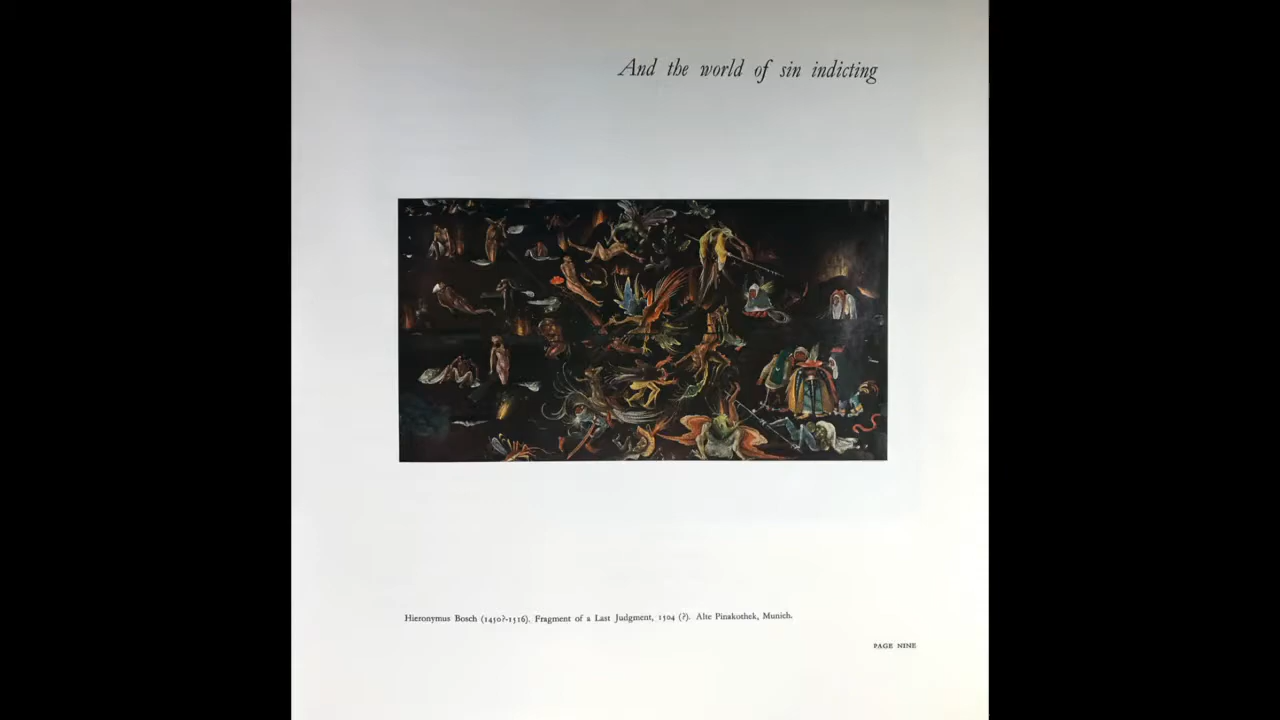 And the world of sin indicting
Hieronymus Bosch (1450?-1516). Fragment of a Last Judgment, 1504 (?). Alte Pinakothek, Munich.
PAGE NINE